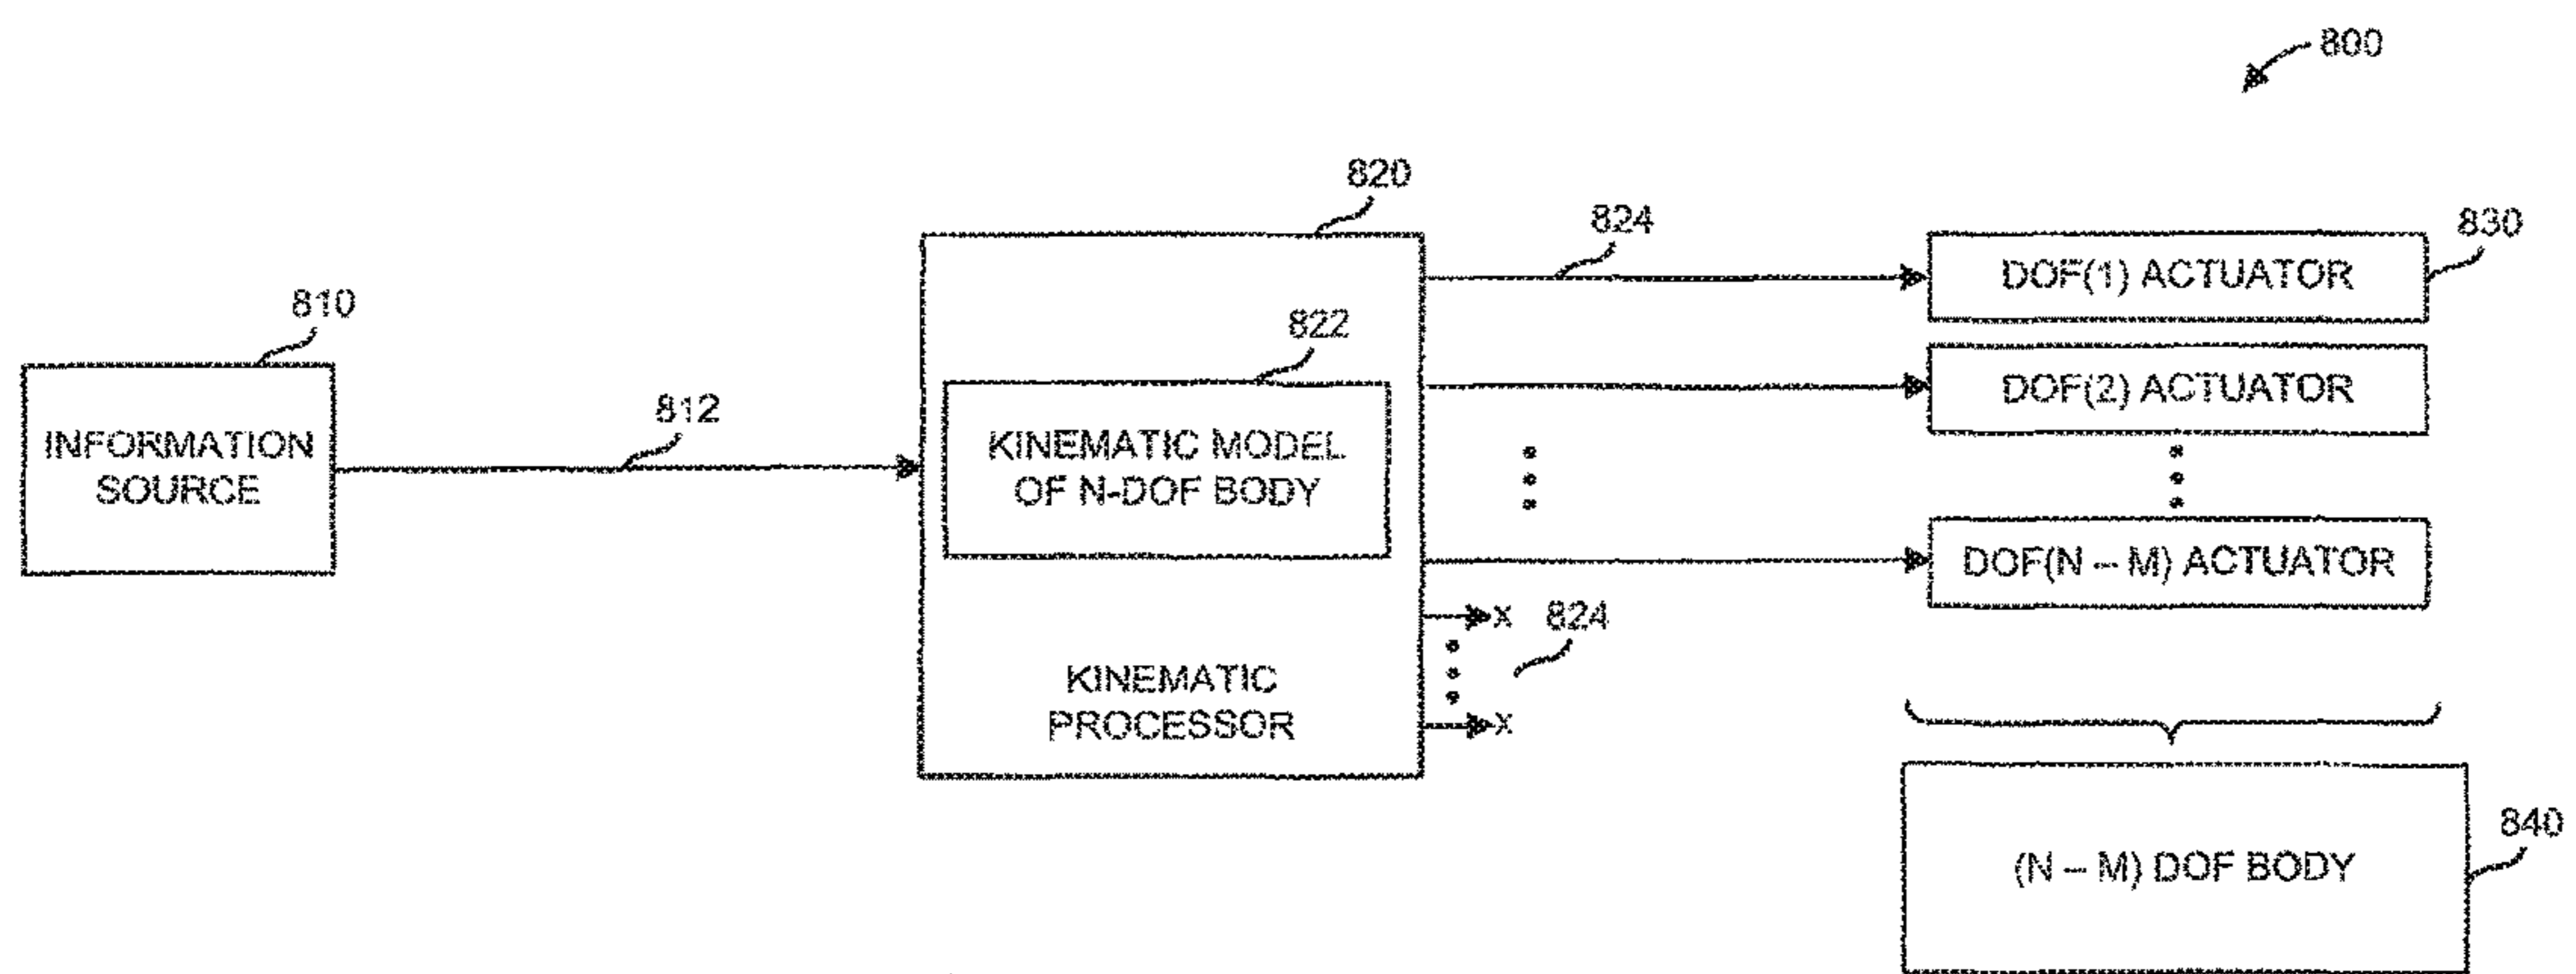 800
820
824
830
DOF(1) ACTUATOR
810
822
DOF(2) ACTUATOR
812
INFORMATION
SOURCE
KINEMATIC MODEL
OF N-DOF BODY
DOF(N – M) ACTUATOR
X
824
KINEMATIC
PROCESSOR
X
840
(N – M) DOF BODY